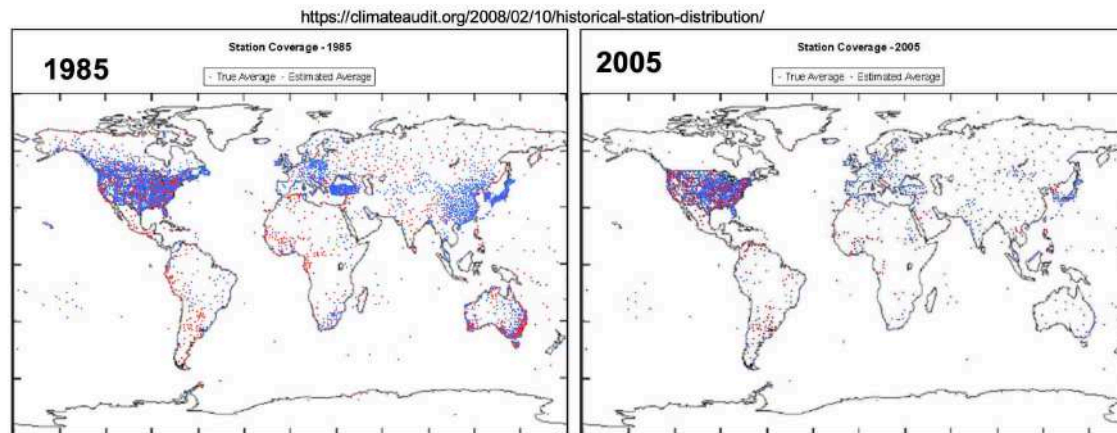 https://climateaudit.org/2008/02/10/historical-station-distribution/
Station Coverage - 1985
1985
- True Average - Estimated Average
Station Coverage - 2005
2005
- True Average - Estimated Average